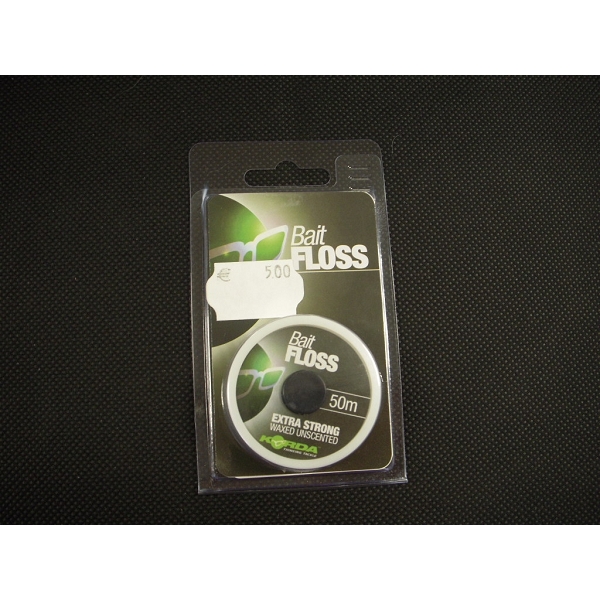 Bait
FLOSS
€ 5.00
Bait
FLOSS
50m
EXTRA STRONG
WAXED UNSCENTED
KORDA